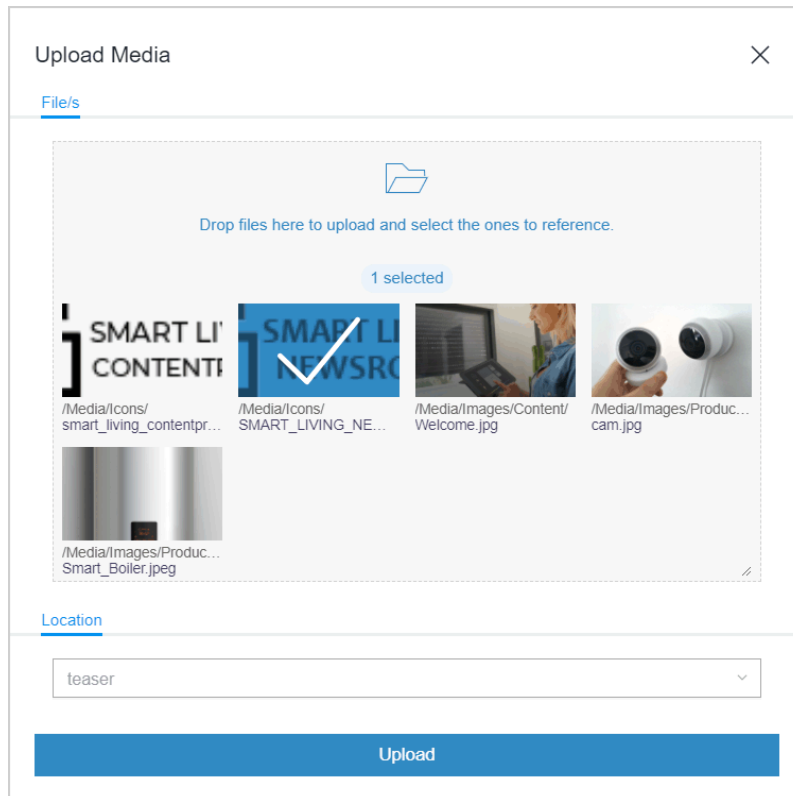 Upload Media
File/s
Drop files here to upload and select the ones to reference.
1 selected
SMART LI
CONTENT
SMART LI
NEWSRO
/Media/Icons/
smart_living_contentpr...
/Media/Icons/
SMART_LIVING_NE...
/Media/Images/Content/
Welcome.jpg
/Media/Images/Produc...
cam.jpg
/Media/Images/Produc...
Smart_Boiler.jpeg
Location
teaser
Upload